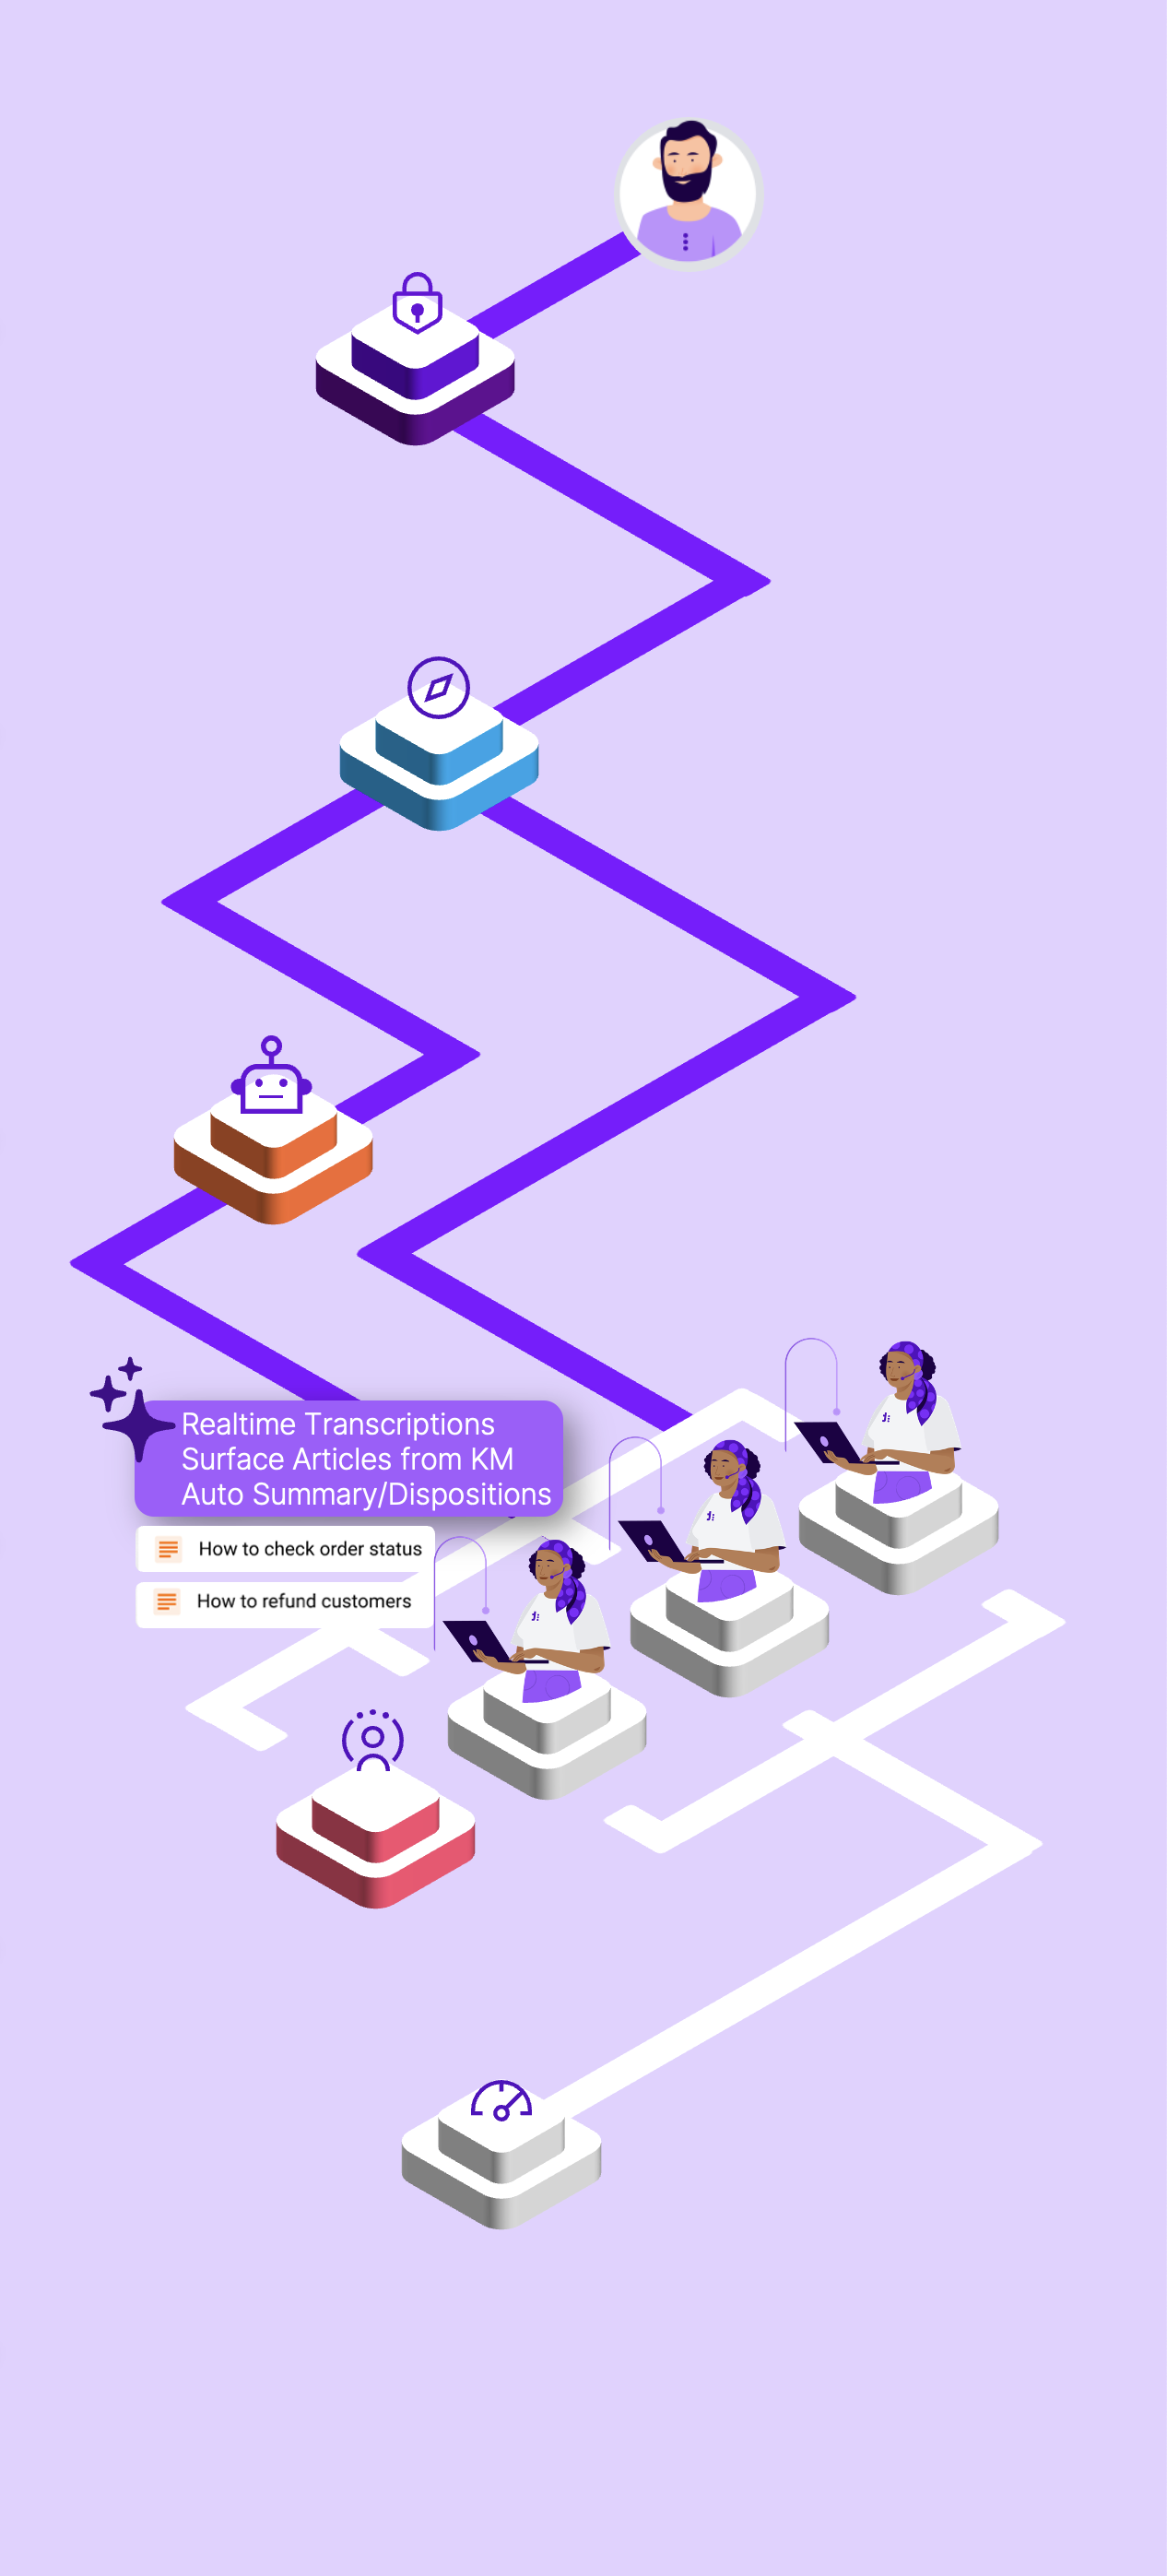 Realtime Transcriptions
Surface Articles from KM
Auto Summary/Dispositions
How to check order status
How to refund customers